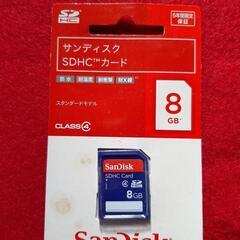 SD
HC
5年間限定
保証
サンディスク
SDHC™カード
防水
耐温度
耐衝撃
耐X線
スタンダードモデル
8
GB
CLASS4
SanDisk
SDHC Card
4
SD
HC
8GB
SanDisk